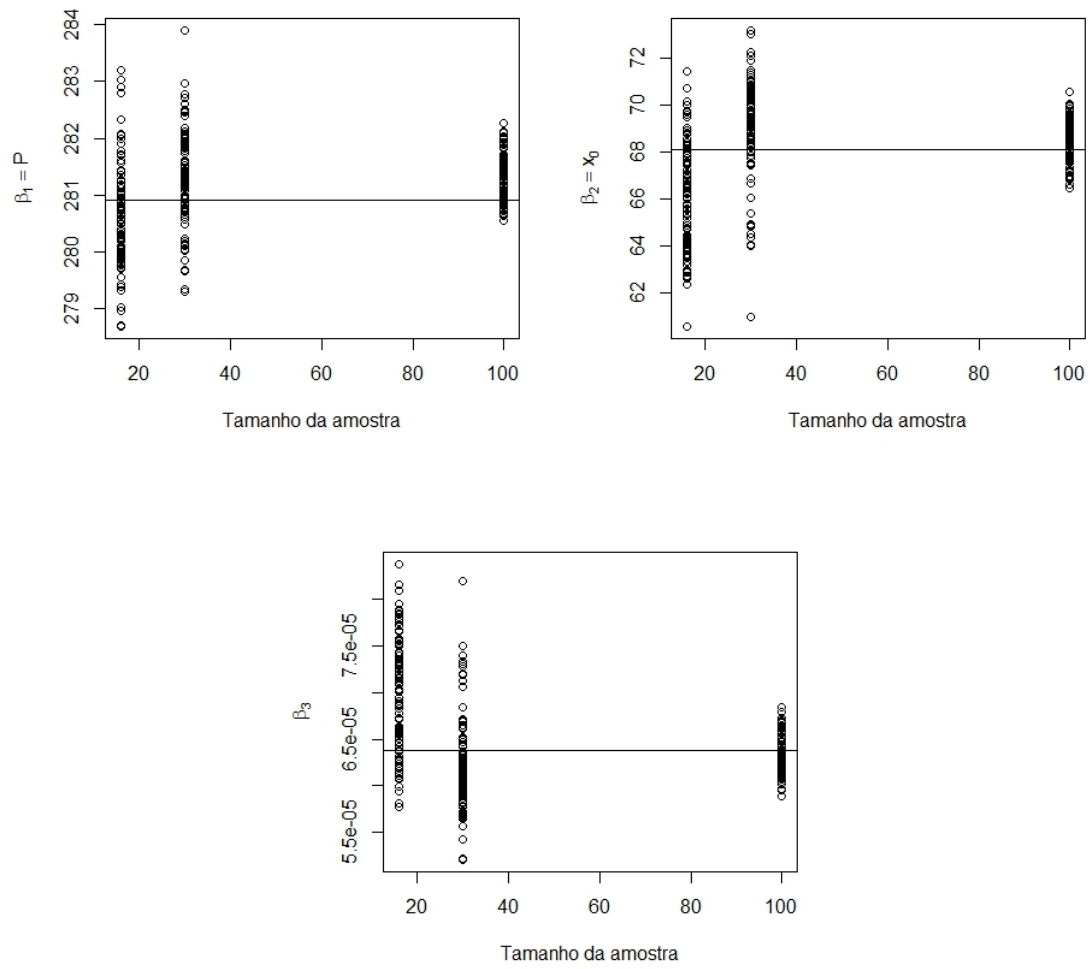 284
283
282
281
280
279
β₁ = P
20 40 60 80 100
Tamanho da amostra
72
70
68
66
64
62
β₂ = x₀
20 40 60 80 100
Tamanho da amostra
7.5e-05
6.5e-05
5.5e-05
β₃
20 40 60 80 100
Tamanho da amostra